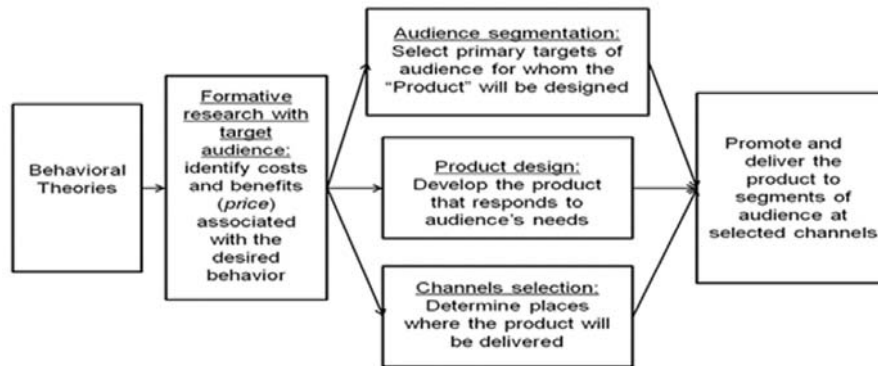 Behavioral
Theories
Formative
research with
target
audience:
identify costs
and benefits
(price)
associated
with the
desired
behavior
Audience segmentation:
Select primary targets of
audience for whom the
“Product” will be designed
Product design:
Develop the product
that responds to
audience’s needs
Channels selection:
Determine places
where the product will
be delivered
Promote and
deliver the
product to
segments of
audience at
selected channels